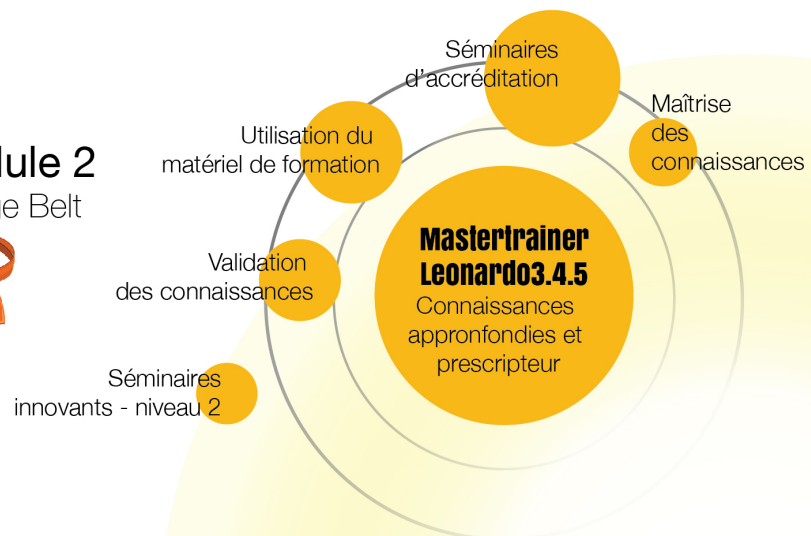 Séminaires
d’accréditation
Maîtrise
des
connaissances
Utilisation du
matériel de formation
ule 2
e Belt
Mastertrainer
Leonardo3.4.5
Connaissances
appronfondies et
prescripteur
Validation
des connaissances
Séminaires
innovants - niveau 2